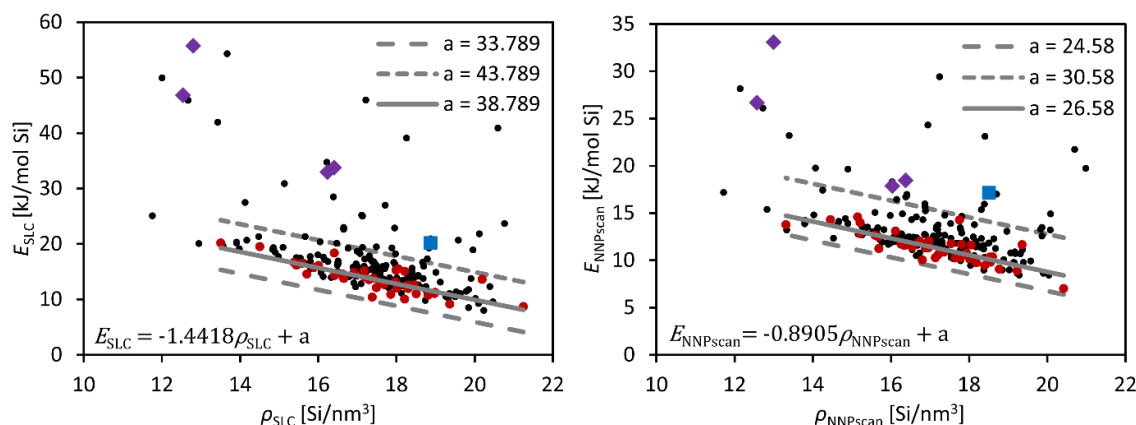 60
50
40
30
20
10
0
E_SLC [kJ/mol Si]
a = 33.789
a = 43.789
a = 38.789
E_SLC = -1.4418ρ_SLC + a
10 12 14 16 18 20 22
ρ_SLC [Si/nm³]
35
30
25
20
15
10
5
0
E_NNPscan [kJ/mol Si]
a = 24.58
a = 30.58
a = 26.58
E_NNPscan = -0.8905ρ_NNPscan + a
10 12 14 16 18 20 22
ρ_NNPscan [Si/nm³]